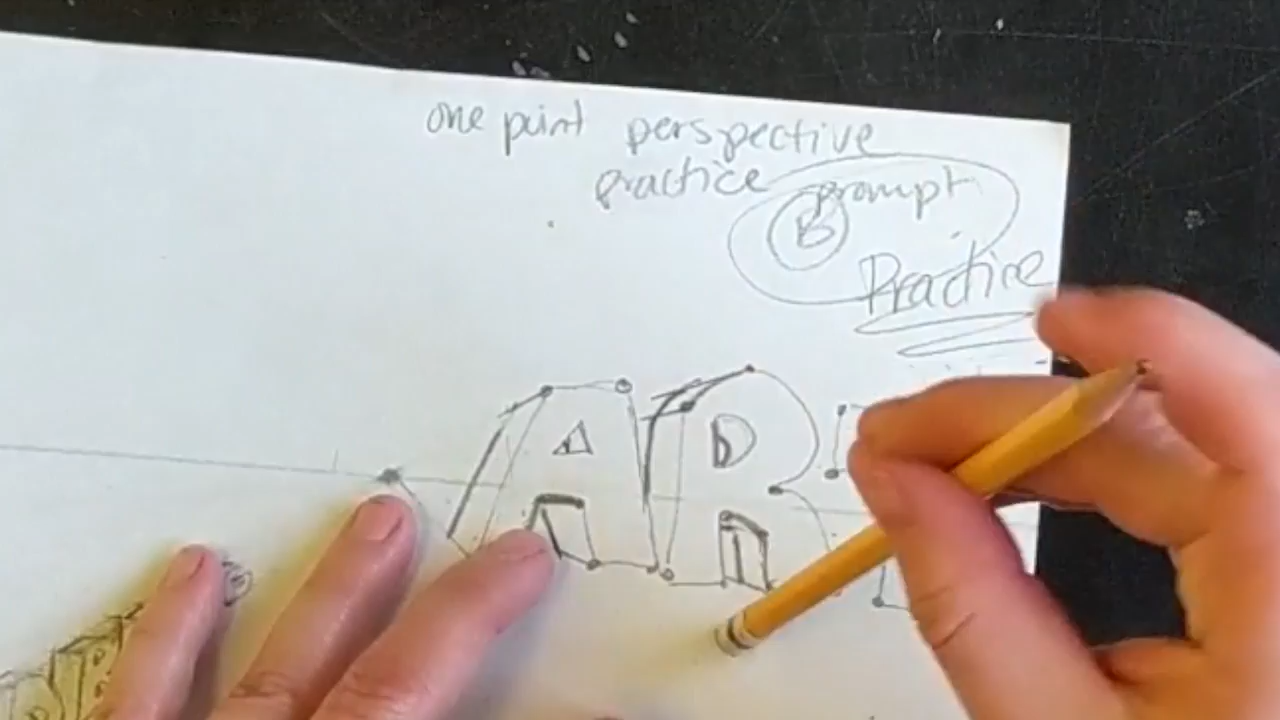 one point perspective
practice prompt
B
Practice
AR